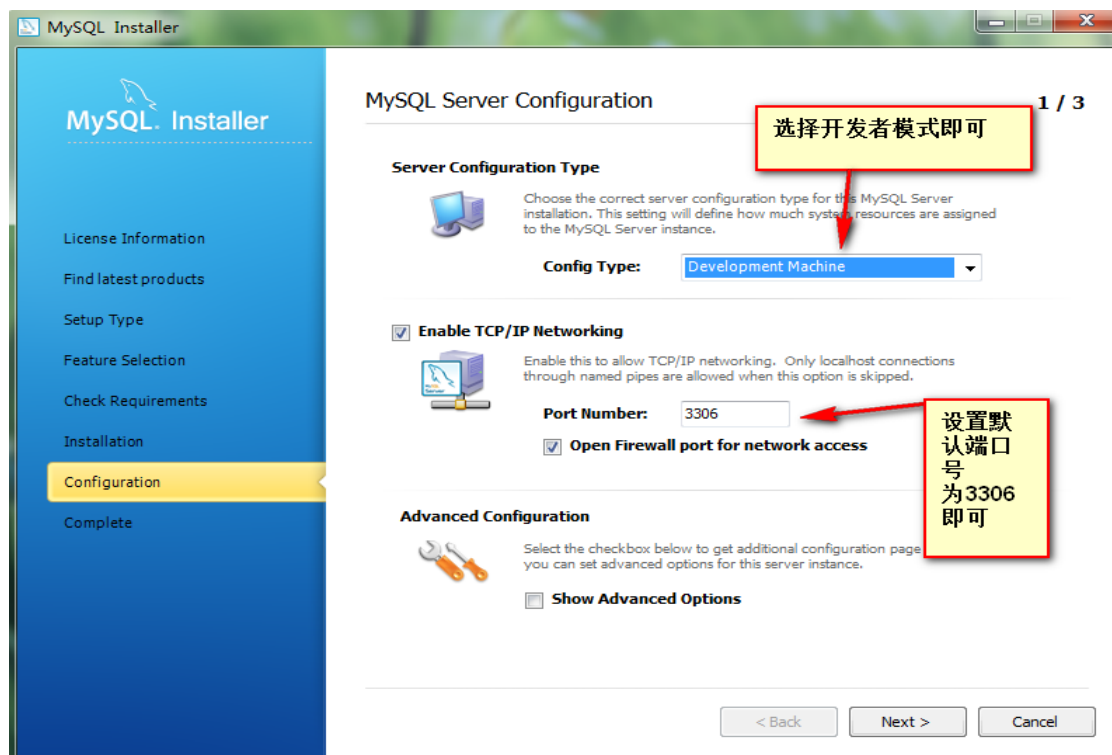 MySQL Installer
MySQL. Installer
License Information
Find latest products
Setup Type
Feature Selection
Check Requirements
Installation
Configuration
Complete
MySQL Server Configuration
1 / 3
选择开发者模式即可
Server Configuration Type
Choose the correct server configuration type for this MySQL Server
installation. This setting will define how much system resources are assigned
to the MySQL Server instance.
Config Type:
Development Machine
Enable TCP/IP Networking
Enable this to allow TCP/IP networking. Only localhost connections
through named pipes are allowed when this option is skipped.
Port Number:
3306
Open Firewall port for network access
设置默
认端口
号
为3306
即可
Advanced Configuration
Select the checkbox below to get additional configuration page
you can set advanced options for this server instance.
Show Advanced Options
< Back
Next >
Cancel